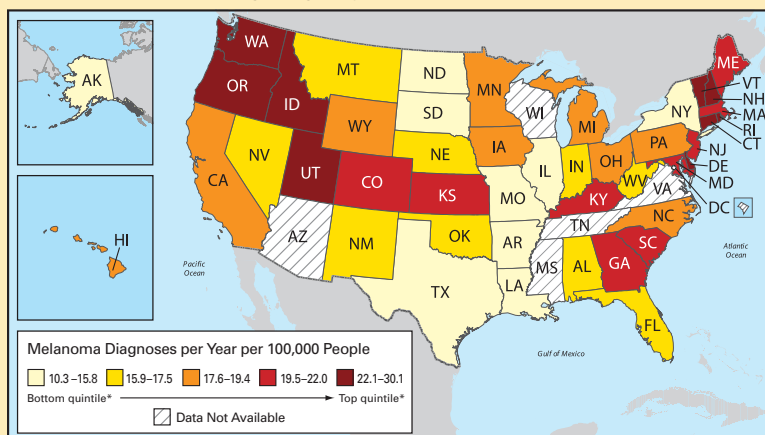 AK
HI
WA
OR
ID
MT
ND
SD
MN
WI
MI
WY
NE
IA
NV
UT
CO
KS
CA
AZ
NM
OK
TX
MO
AR
LA
IL
IN
OH
KY
TN
MS
AL
GA
FL
SC
NC
VA
WV
PA
NY
ME
VT
NH
MA
RI
CT
NJ
DE
MD
DC
Pacific
Ocean
Atlantic
Ocean
Gulf of Mexico
Melanoma Diagnoses per Year per 100,000 People
10.3–15.8 15.9–17.5 17.6–19.4 19.5–22.0 22.1–30.1
Bottom quintile* Top quintile*
Data Not Available